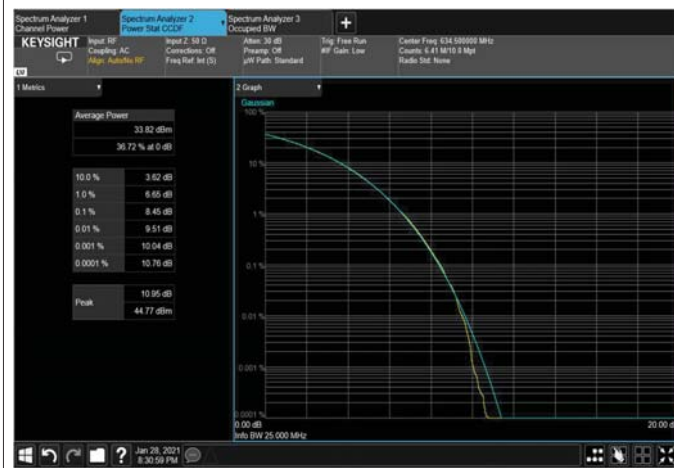 Spectrum Analyzer 1
Channel Power
Spectrum Analyzer 2
Power Stat CCDF
Spectrum Analyzer 3
Occupied BW
KEYSIGHT
Input: RF
Coupling: AC
Align: Auto/No RF
Input Z: 50 Ω
Corrections: Off
Freq Ref: Int (S)
Atten: 30 dB
Preamp: Off
µW Path: Standard
Trig: Free Run
#IF Gain: Low
Center Freq: 634.500000 MHz
Counts: 6.41 M/10.0 Mpt
Radio Std: None
1 Metrics
Average Power
33.82 dBm
36.72 % at 0 dB
10.0 % 3.62 dB
1.0 % 6.65 dB
0.1 % 8.45 dB
0.01 % 9.51 dB
0.001 % 10.04 dB
0.0001 % 10.76 dB
Peak
10.95 dB
44.77 dBm
2 Graph
Gaussian
100 %
10 %
1 %
0.1 %
0.01 %
0.001 %
0.0001 %
0.00 dB
20.00 d
Info BW 25.000 MHz
Jan 28, 2021
8:30:59 PM